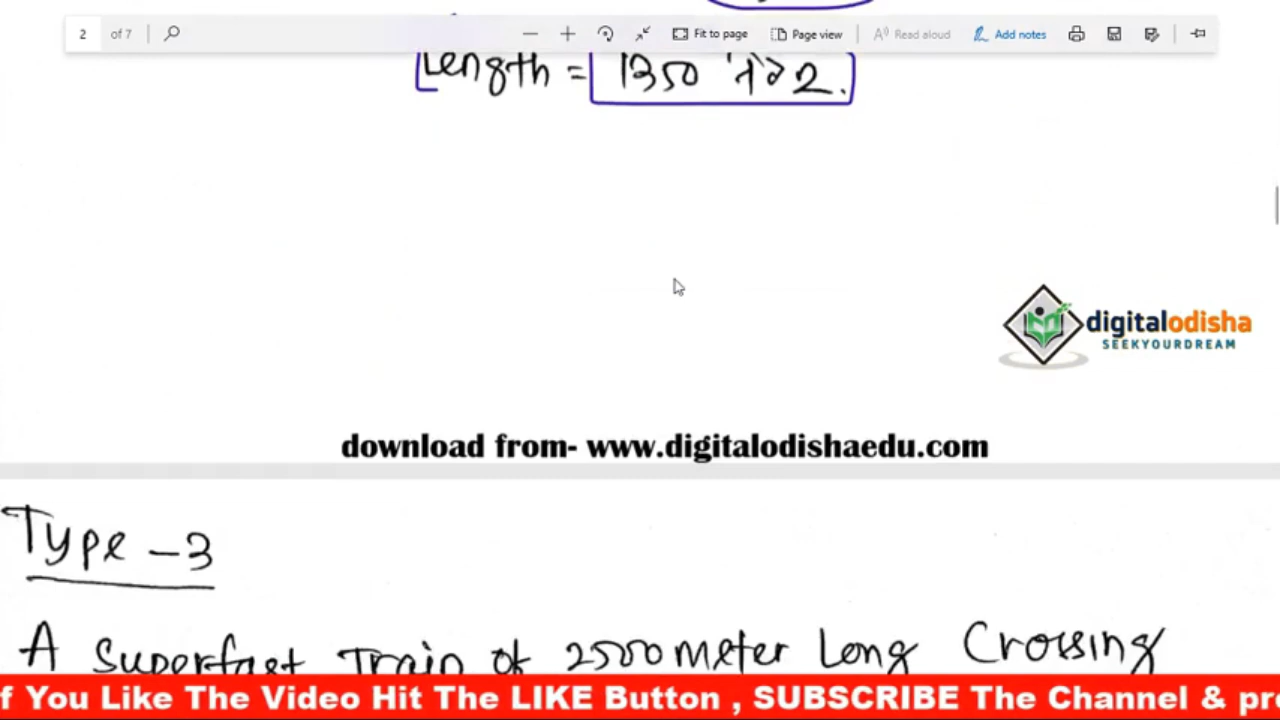 2 of 7 Fit to page Page view Read aloud Add notes
Length = 1350
digitalodisha
SEEKYOURDREAM
download from- www.digitalodishaedu.com
Type -3
A Superfast Train of 2500 meter Long Crossing
f You Like The Video Hit The LIKE Button , SUBSCRIBE The Channel & pr